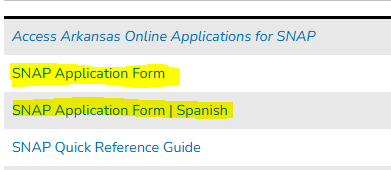 Access Arkansas Online Applications for SNAP
SNAP Application Form
SNAP Application Form | Spanish
SNAP Quick Reference Guide